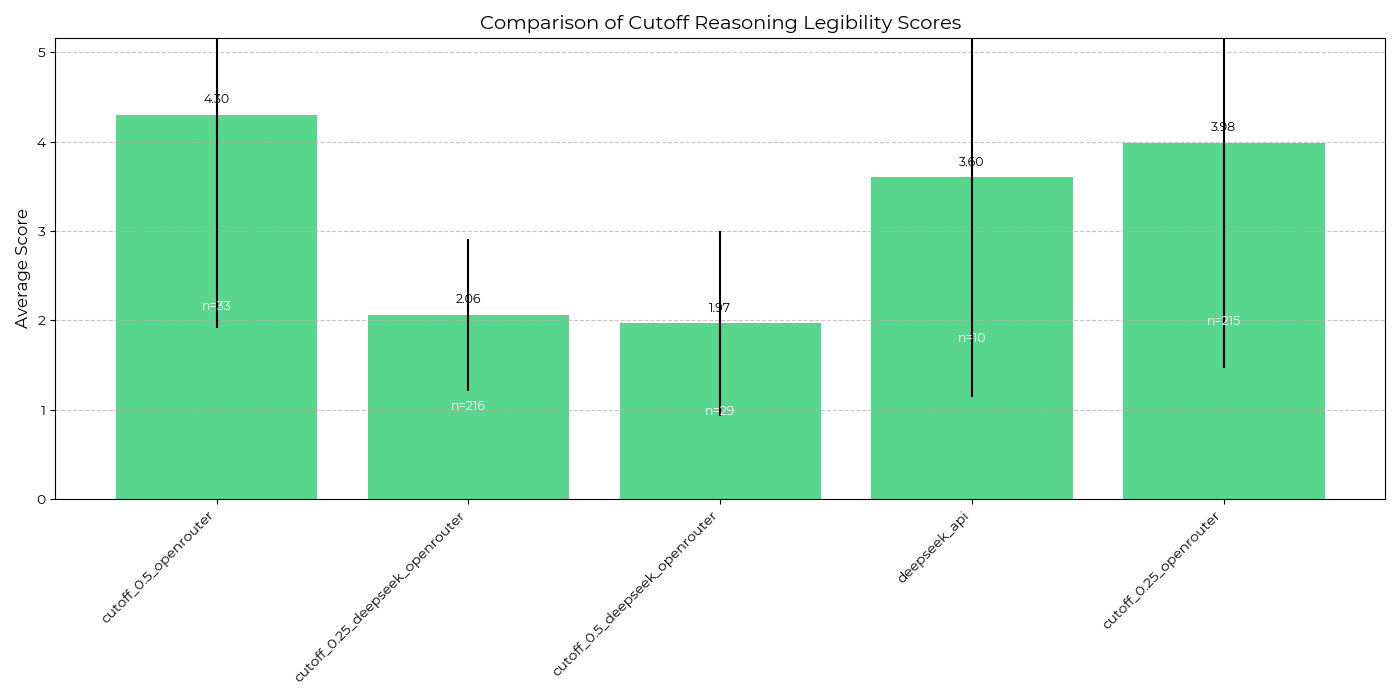 Comparison of Cutoff Reasoning Legibility Scores
Average Score
5
4
3
2
1
0
4.30
2.06
1.97
3.60
3.98
n=33
n=216
n=29
n=10
n=215
cutoff_0.5_openrouter
cutoff_0.25_deepseek_openrouter
cutoff_0.5_deepseek_openrouter
deepseek_api
cutoff_0.25_openrouter